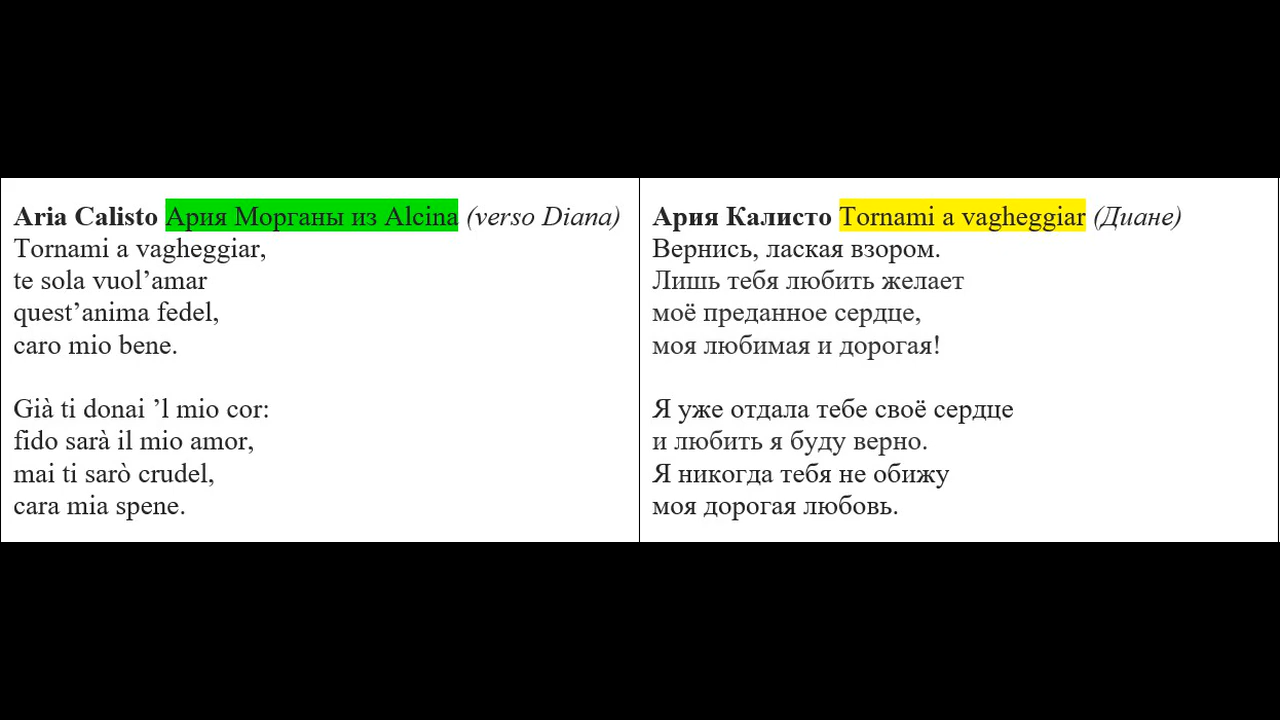 Aria Calisto Ария Морганы из Alcina (verso Diana)
Tornami a vagheggiar,
te sola vuol’amar
quest’anima fedel,
caro mio bene.
Già ti donai ’l mio cor:
fido sarà il mio amor,
mai ti sarò crudel,
cara mia spene.
Ария Калисто Tornami a vagheggiar (Диане)
Вернись, лаская взором.
Лишь тебя любить желает
моё преданное сердце,
моя любимая и дорогая!
Я уже отдала тебе своё сердце
и любить я буду верно.
Я никогда тебя не обижу
моя дорогая любовь.